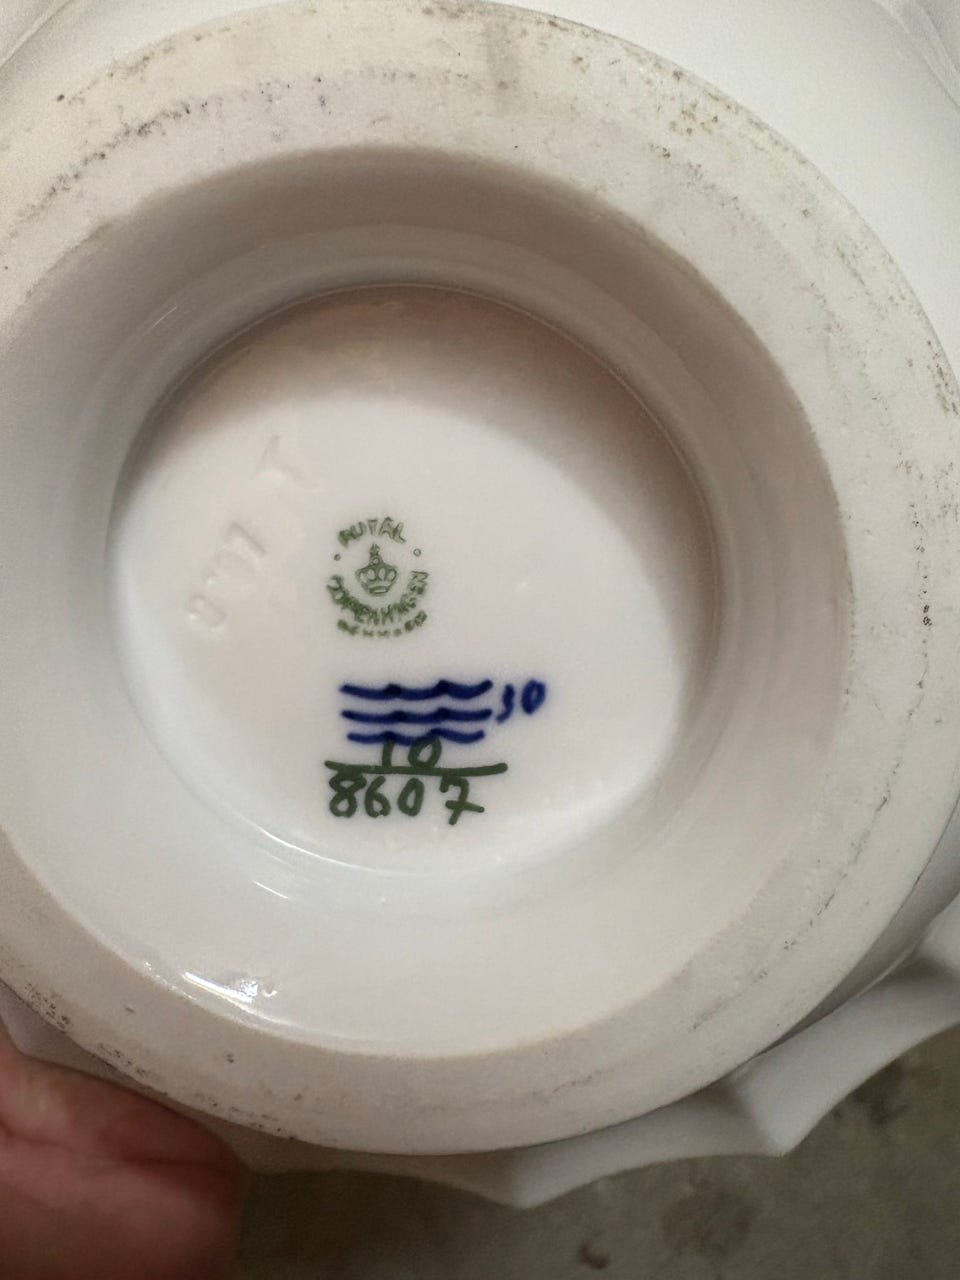 ROYAL
COPENHAGEN
DENMARK
30
10
8607